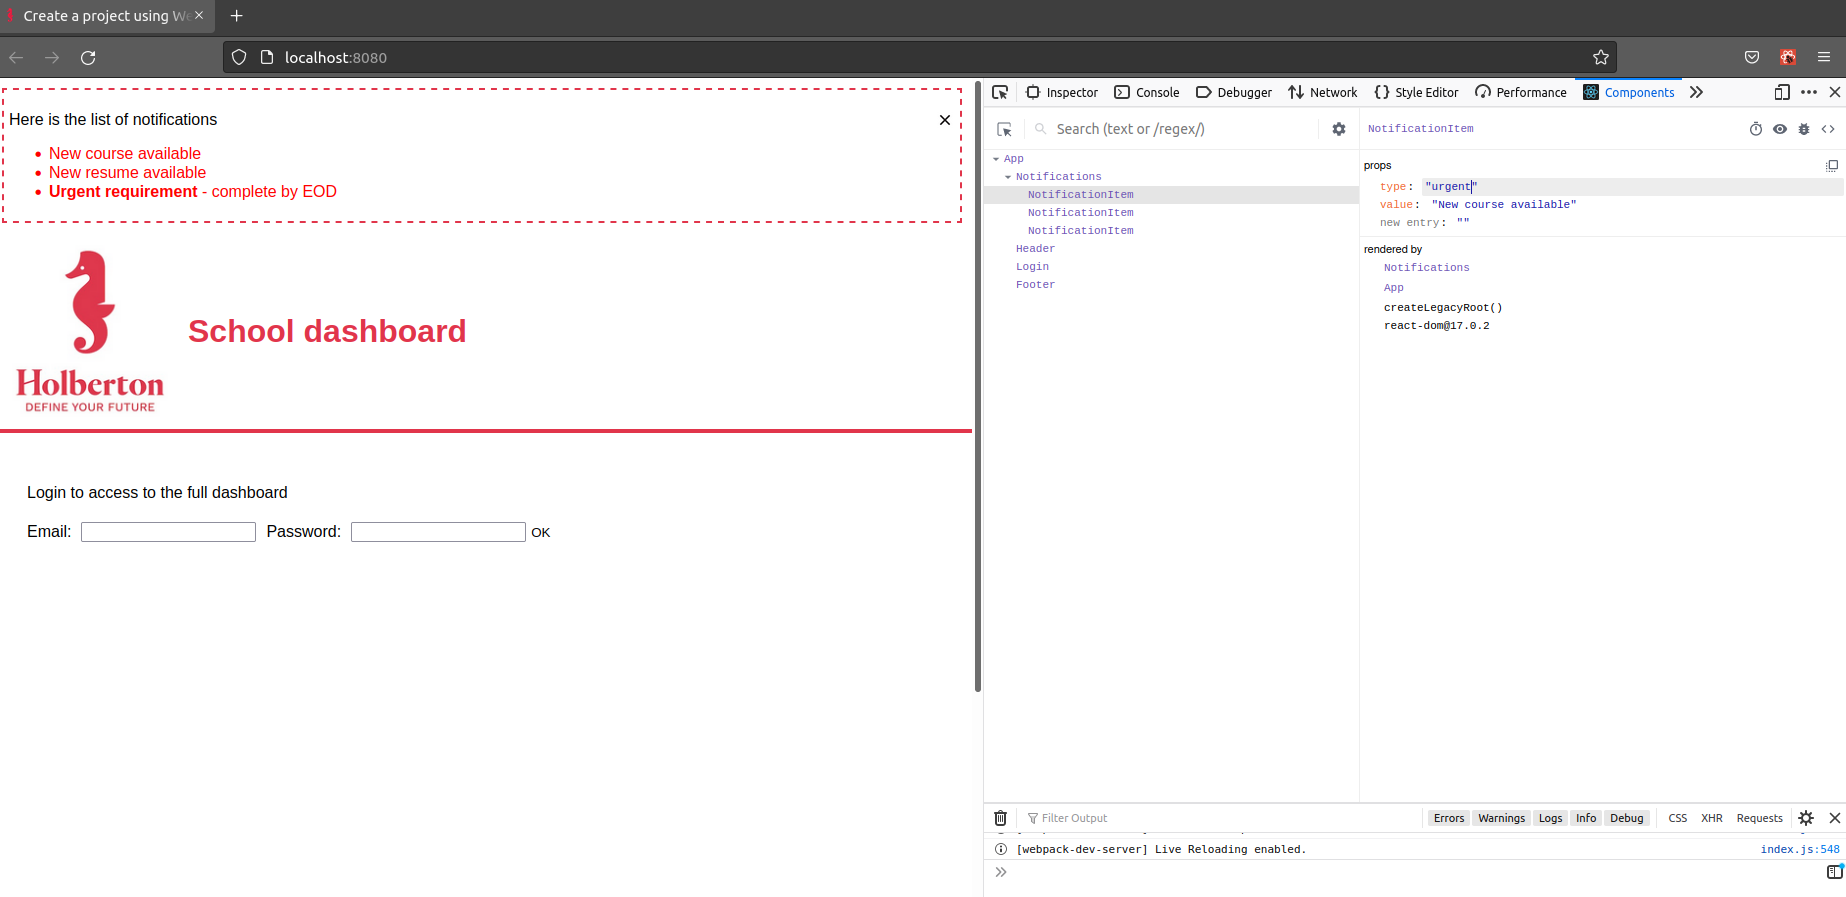 Create a project using We
localhost:8080
Here is the list of notifications
New course available
New resume available
Urgent requirement - complete by EOD
School dashboard
Holberton
DEFINE YOUR FUTURE
Login to access to the full dashboard
Email: Password: OK
Inspector Console Debugger Network Style Editor Performance Components
Search (text or /regex/)
App
Notifications
NotificationItem
NotificationItem
NotificationItem
Header
Login
Footer
NotificationItem
props
type: "urgent"
value: "New course available"
new entry: ""
rendered by
Notifications
App
createLegacyRoot()
react-dom@17.0.2
Filter Output
Errors Warnings Logs Info Debug CSS XHR Requests
[webpack-dev-server] Live Reloading enabled. index.js:548